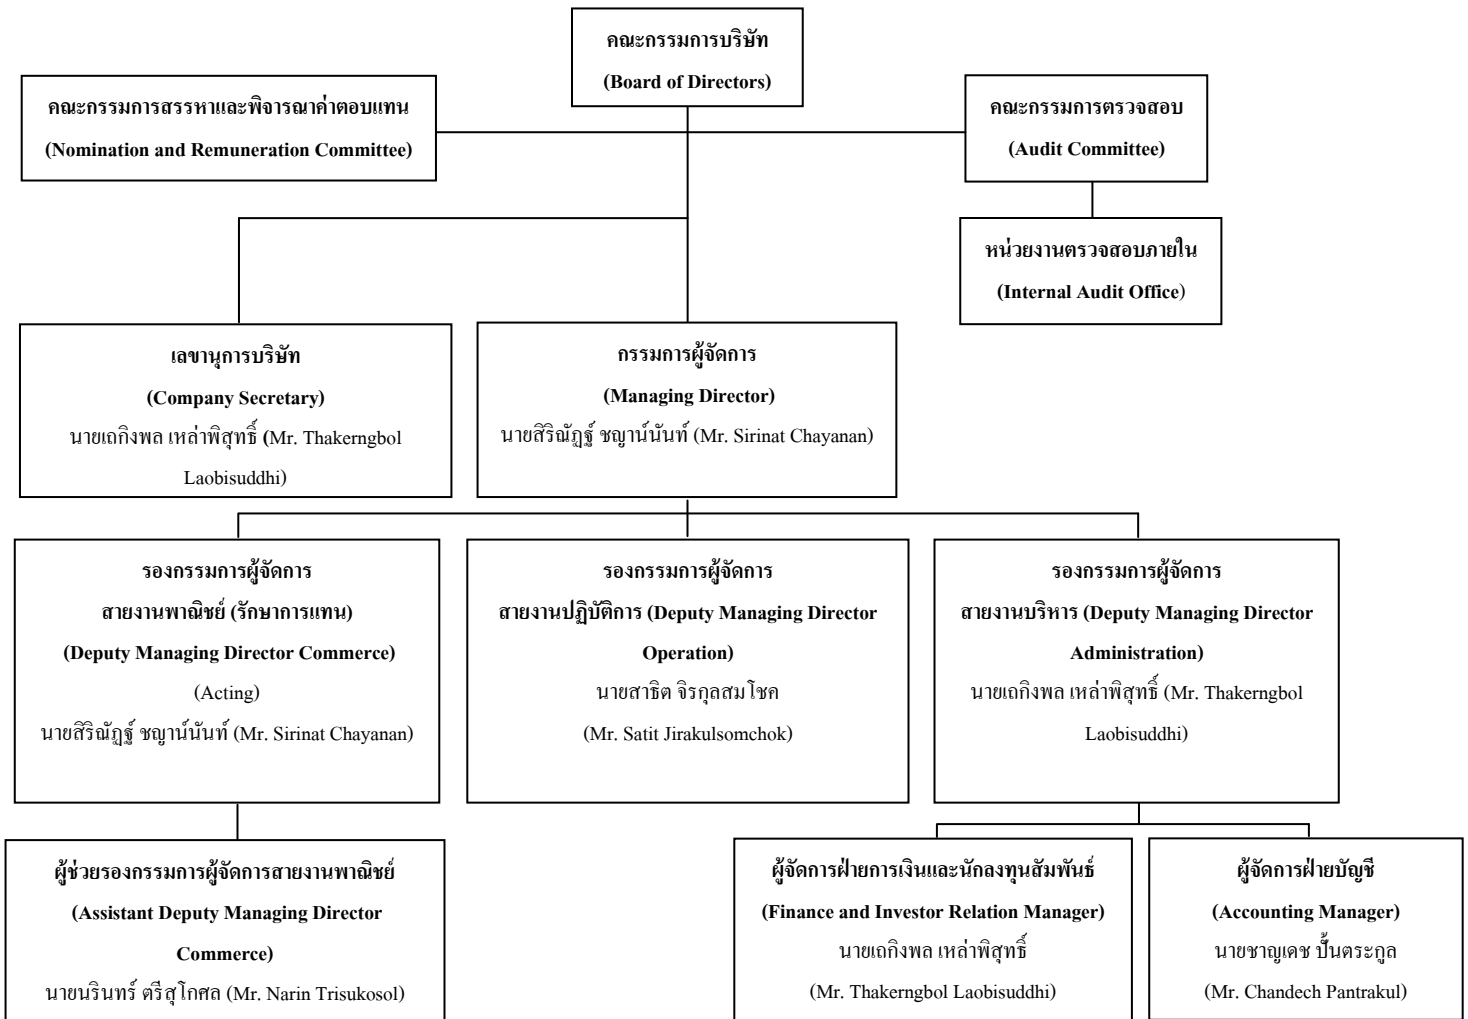 คณะกรรมการบริษัท
(Board of Directors)
คณะกรรมการสรรหาและพิจารณาค่าตอบแทน
(Nomination and Remuneration Committee)
คณะกรรมการตรวจสอบ
(Audit Committee)
หน่วยงานตรวจสอบภายใน
(Internal Audit Office)
เลขานุการบริษัท
(Company Secretary)
นายเถกิงพล เหล่าพิสุทธิ์ (Mr. Thakerngbol
Laobisuddhi)
กรรมการผู้จัดการ
(Managing Director)
นายสิริณัฏฐ์ ชญาน์นันท์ (Mr. Sirinat Chayanan)
รองกรรมการผู้จัดการ
สายงานพาณิชย์ (รักษาการแทน)
(Deputy Managing Director Commerce)
(Acting)
นายสิริณัฏฐ์ ชญาน์นันท์ (Mr. Sirinat Chayanan)
รองกรรมการผู้จัดการ
สายงานปฏิบัติการ (Deputy Managing Director
Operation)
นายสาธิต จิรกุลสมโชค
(Mr. Satit Jirakulsomchok)
รองกรรมการผู้จัดการ
สายงานบริหาร (Deputy Managing Director
Administration)
นายเถกิงพล เหล่าพิสุทธิ์ (Mr. Thakerngbol
Laobisuddhi)
ผู้ช่วยรองกรรมการผู้จัดการสายงานพาณิชย์
(Assistant Deputy Managing Director
Commerce)
นายนรินทร์ ตรีสุโกศล (Mr. Narin Trisukosol)
ผู้จัดการฝ่ายการเงินและนักลงทุนสัมพันธ์
(Finance and Investor Relation Manager)
นายเถกิงพล เหล่าพิสุทธิ์
(Mr. Thakerngbol Laobisuddhi)
ผู้จัดการฝ่ายบัญชี
(Accounting Manager)
นายชาญเดช ปั้นตระกูล
(Mr. Chandech Pantrakul)